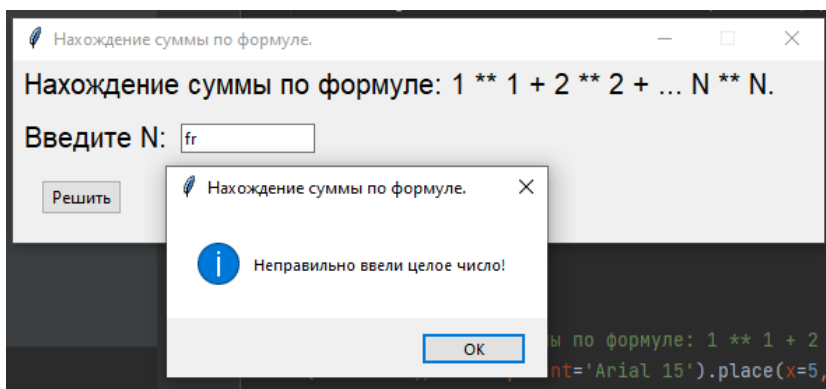 Нахождение суммы по формуле.
Нахождение суммы по формуле: 1 ** 1 + 2 ** 2 + ... N ** N.
Введите N: fr
Решить
Нахождение суммы по формуле.
Неправильно ввели целое число!
OK
по формуле: 1 ** 1 + 2
='Arial 15').place(x=5,